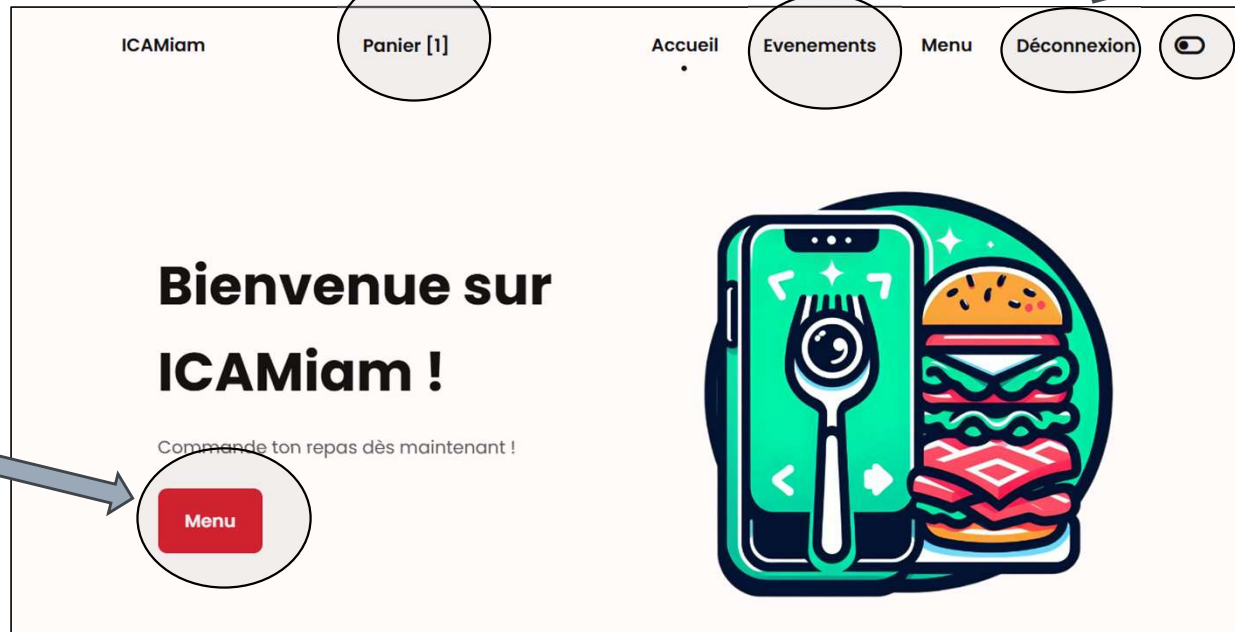 ICAMiam Panier [1] Accueil Evenements Menu Déconnexion
Bienvenue sur
ICAMiam !
Commande ton repas dès maintenant !
Menu